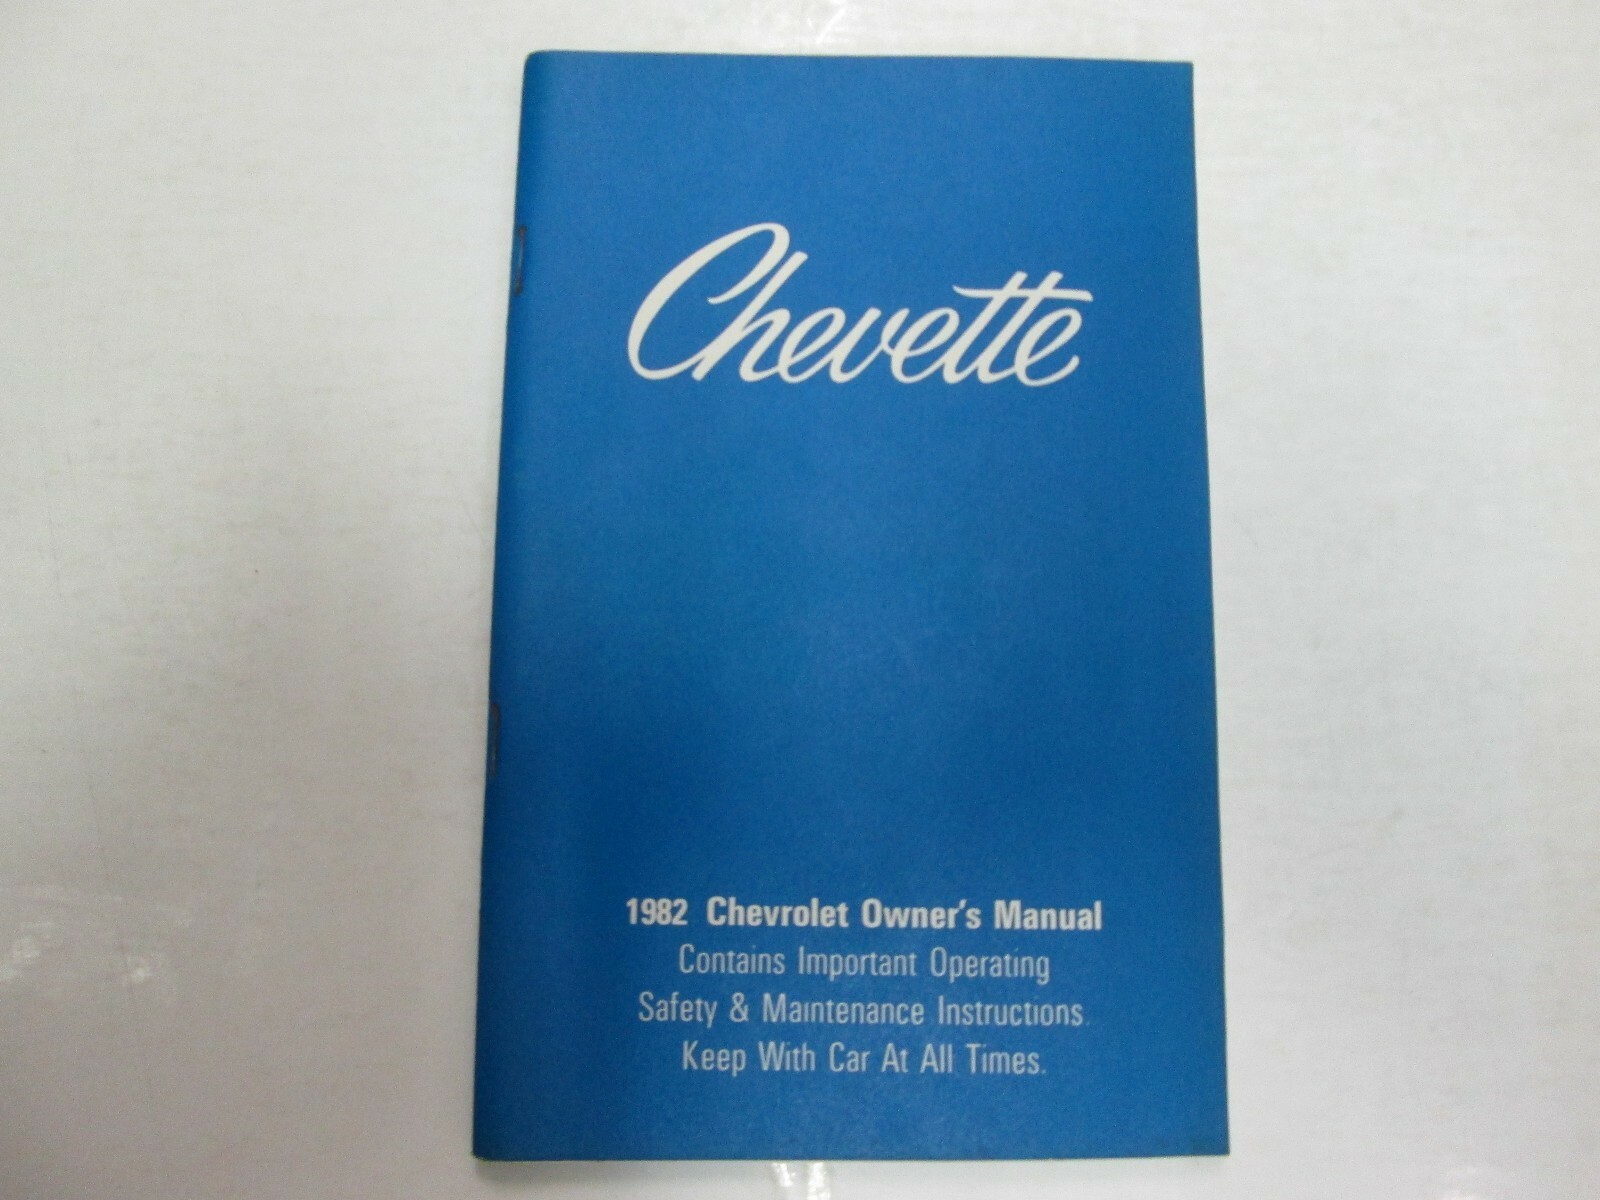 Chevette
1982 Chevrolet Owner's Manual
Contains Important Operating
Safety & Maintenance Instructions.
Keep With Car At All Times.